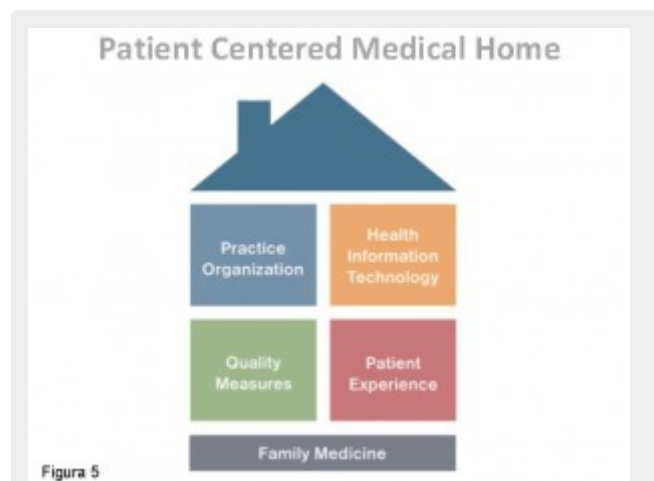 Patient Centered Medical Home
Practice
Organization
Health
Information
Technology
Quality
Measures
Patient
Experience
Family Medicine
Figura 5